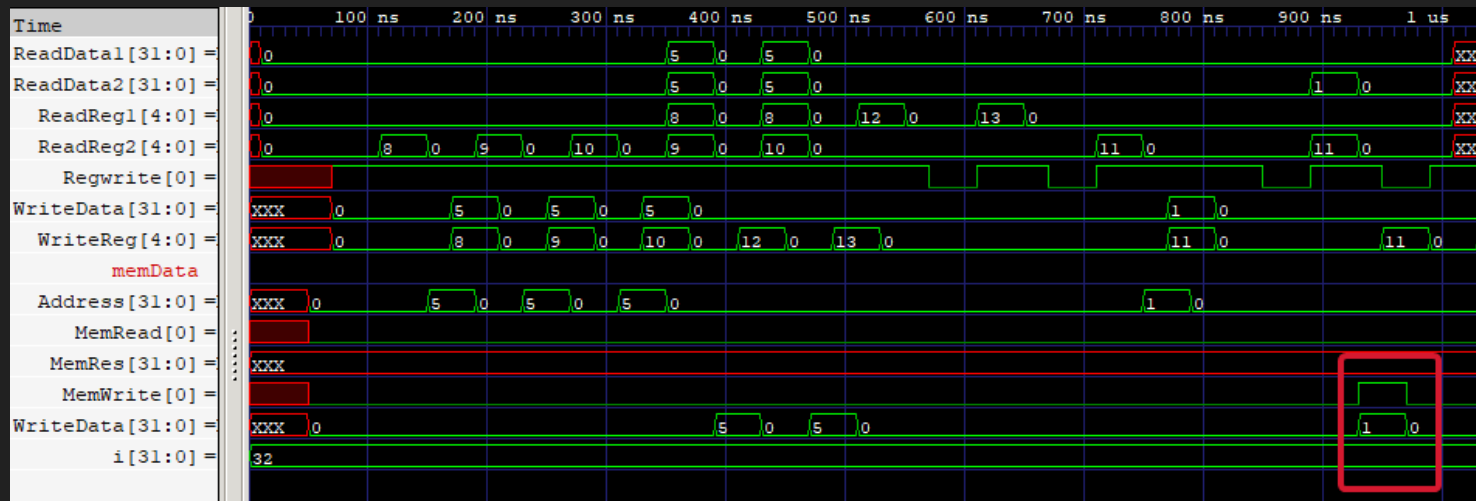 Time 0 100 ns 200 ns 300 ns 400 ns 500 ns 600 ns 700 ns 800 ns 900 ns 1 us
ReadData1[31:0] = 0 5 0 5 0 XX
ReadData2[31:0] = 0 5 0 5 0 1 0 XX
ReadReg1[4:0] = 0 8 0 8 0 12 0 13 0 XX
ReadReg2[4:0] = 0 8 0 9 0 10 0 9 0 10 0 11 0 11 0 XX
Regwrite[0] =
WriteData[31:0] = XXX 0 5 0 5 0 5 0 1 0
WriteReg[4:0] = XXX 0 8 0 9 0 10 0 12 0 13 0 11 0 11 0
memData
Address[31:0] = XXX 0 5 0 5 0 5 0 1 0
MemRead[0] =
MemRes[31:0] = XXX
MemWrite[0] =
WriteData[31:0] = XXX 0 5 0 5 0 1 0
i[31:0] = 32